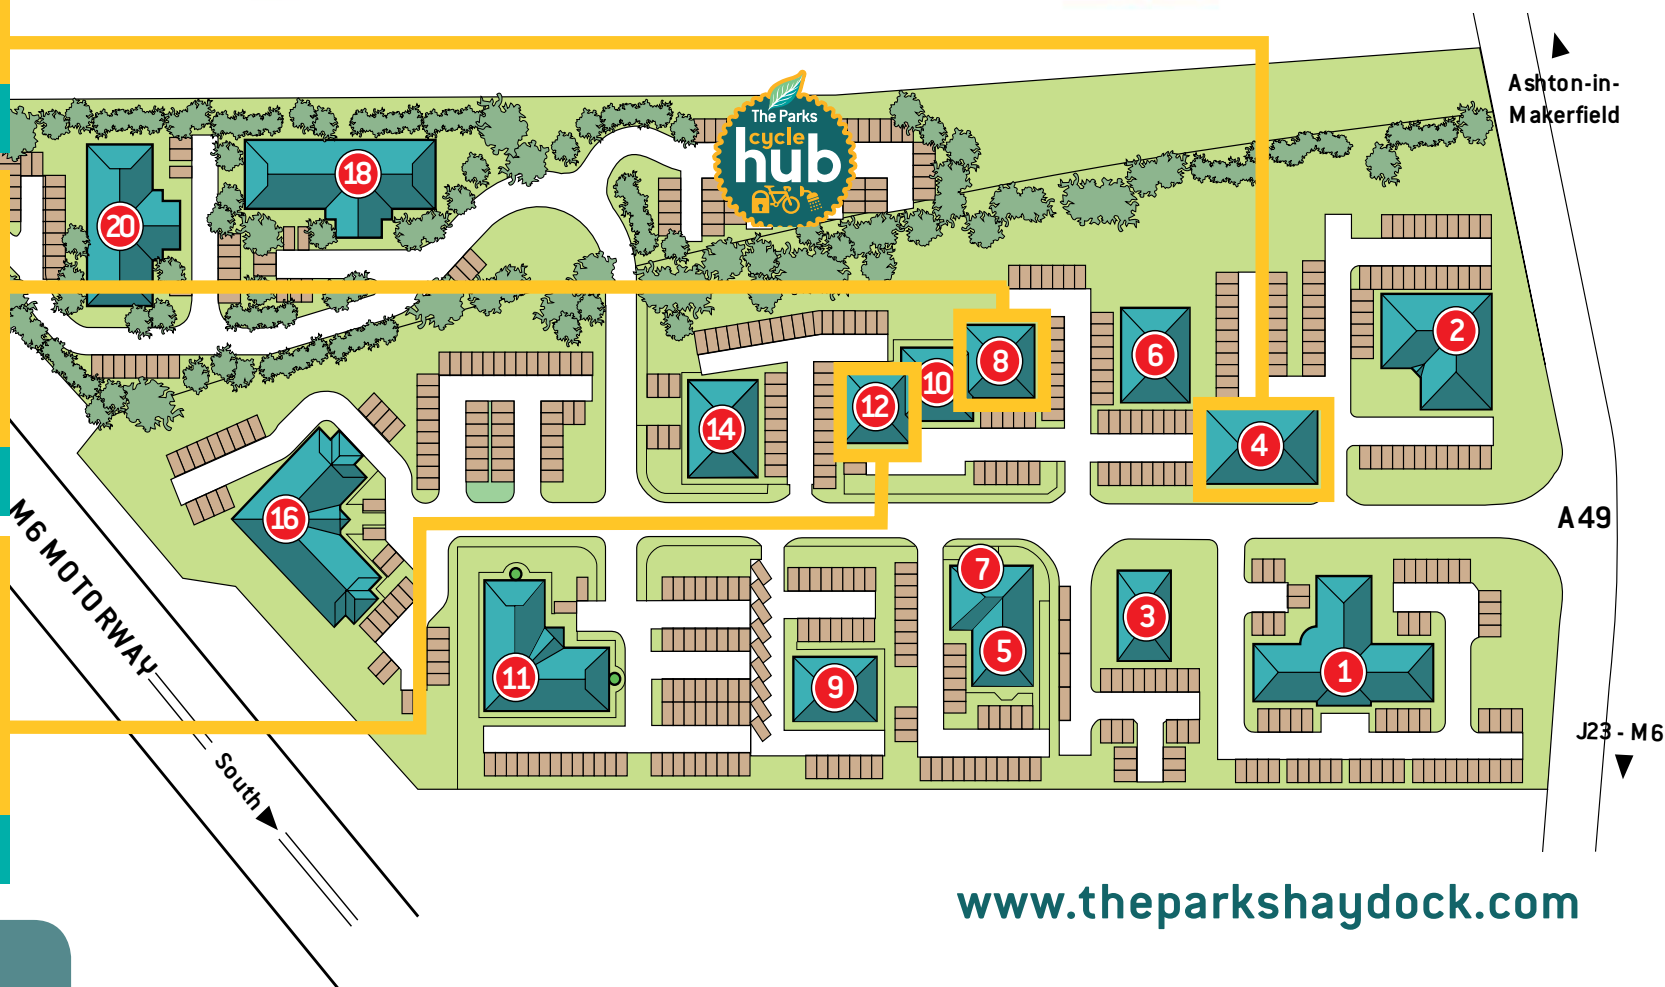 Ashton-in-
Makerfield
The Parks
cycle
hub
18
20
2
6
8
10
12
14
4
16
A49
M6 MOTORWAY
7
3
5
1
11
9
J23 - M6
South
www.theparkshaydock.com